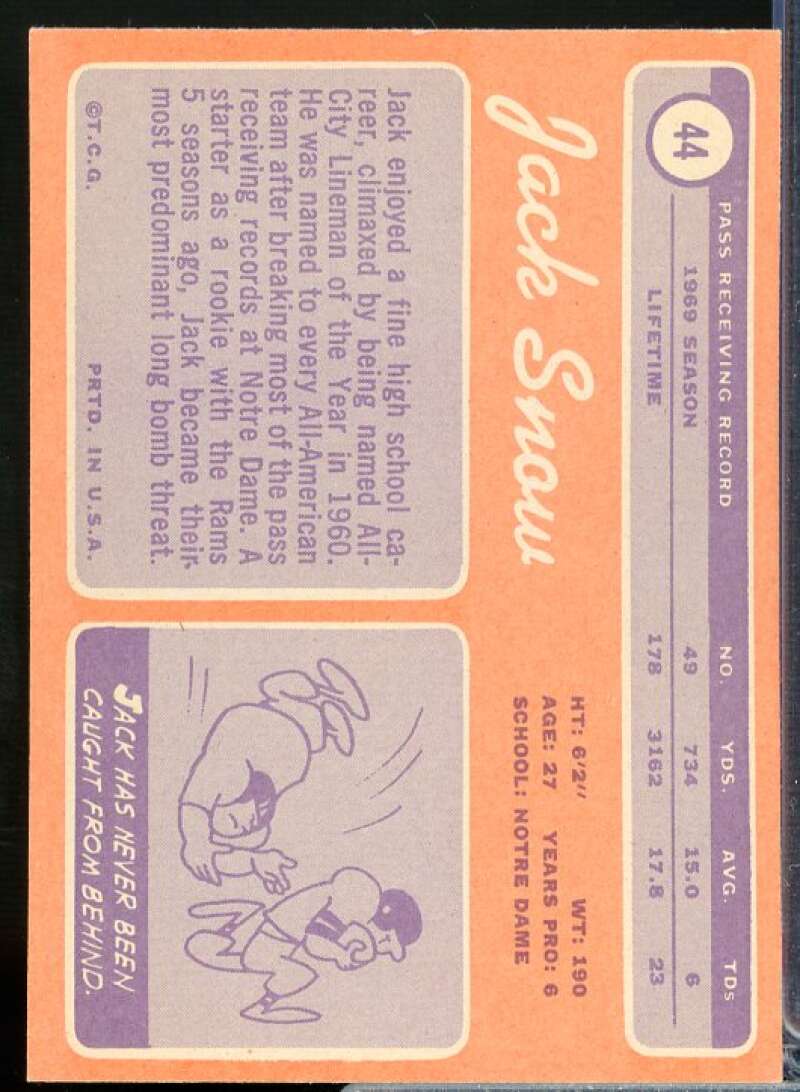 44
PASS RECEIVING RECORD NO. YDS. AVG. TDs
1969 SEASON 49 734 15.0 6
LIFETIME 178 3162 17.8 23
Jack Snow
HT: 6'2" WT: 190
AGE: 27 YEARS PRO: 6
SCHOOL: NOTRE DAME
Jack enjoyed a fine high school ca-
reer, climaxed by being named All-
City Lineman of the Year in 1960.
He was named to every All-American
team after breaking most of the pass
receiving records at Notre Dame. A
starter as a rookie with the Rams
5 seasons ago, Jack became their
most predominant long bomb threat.
©T.C.G. PRTD. IN U.S.A.
JACK HAS NEVER BEEN
CAUGHT FROM BEHIND.